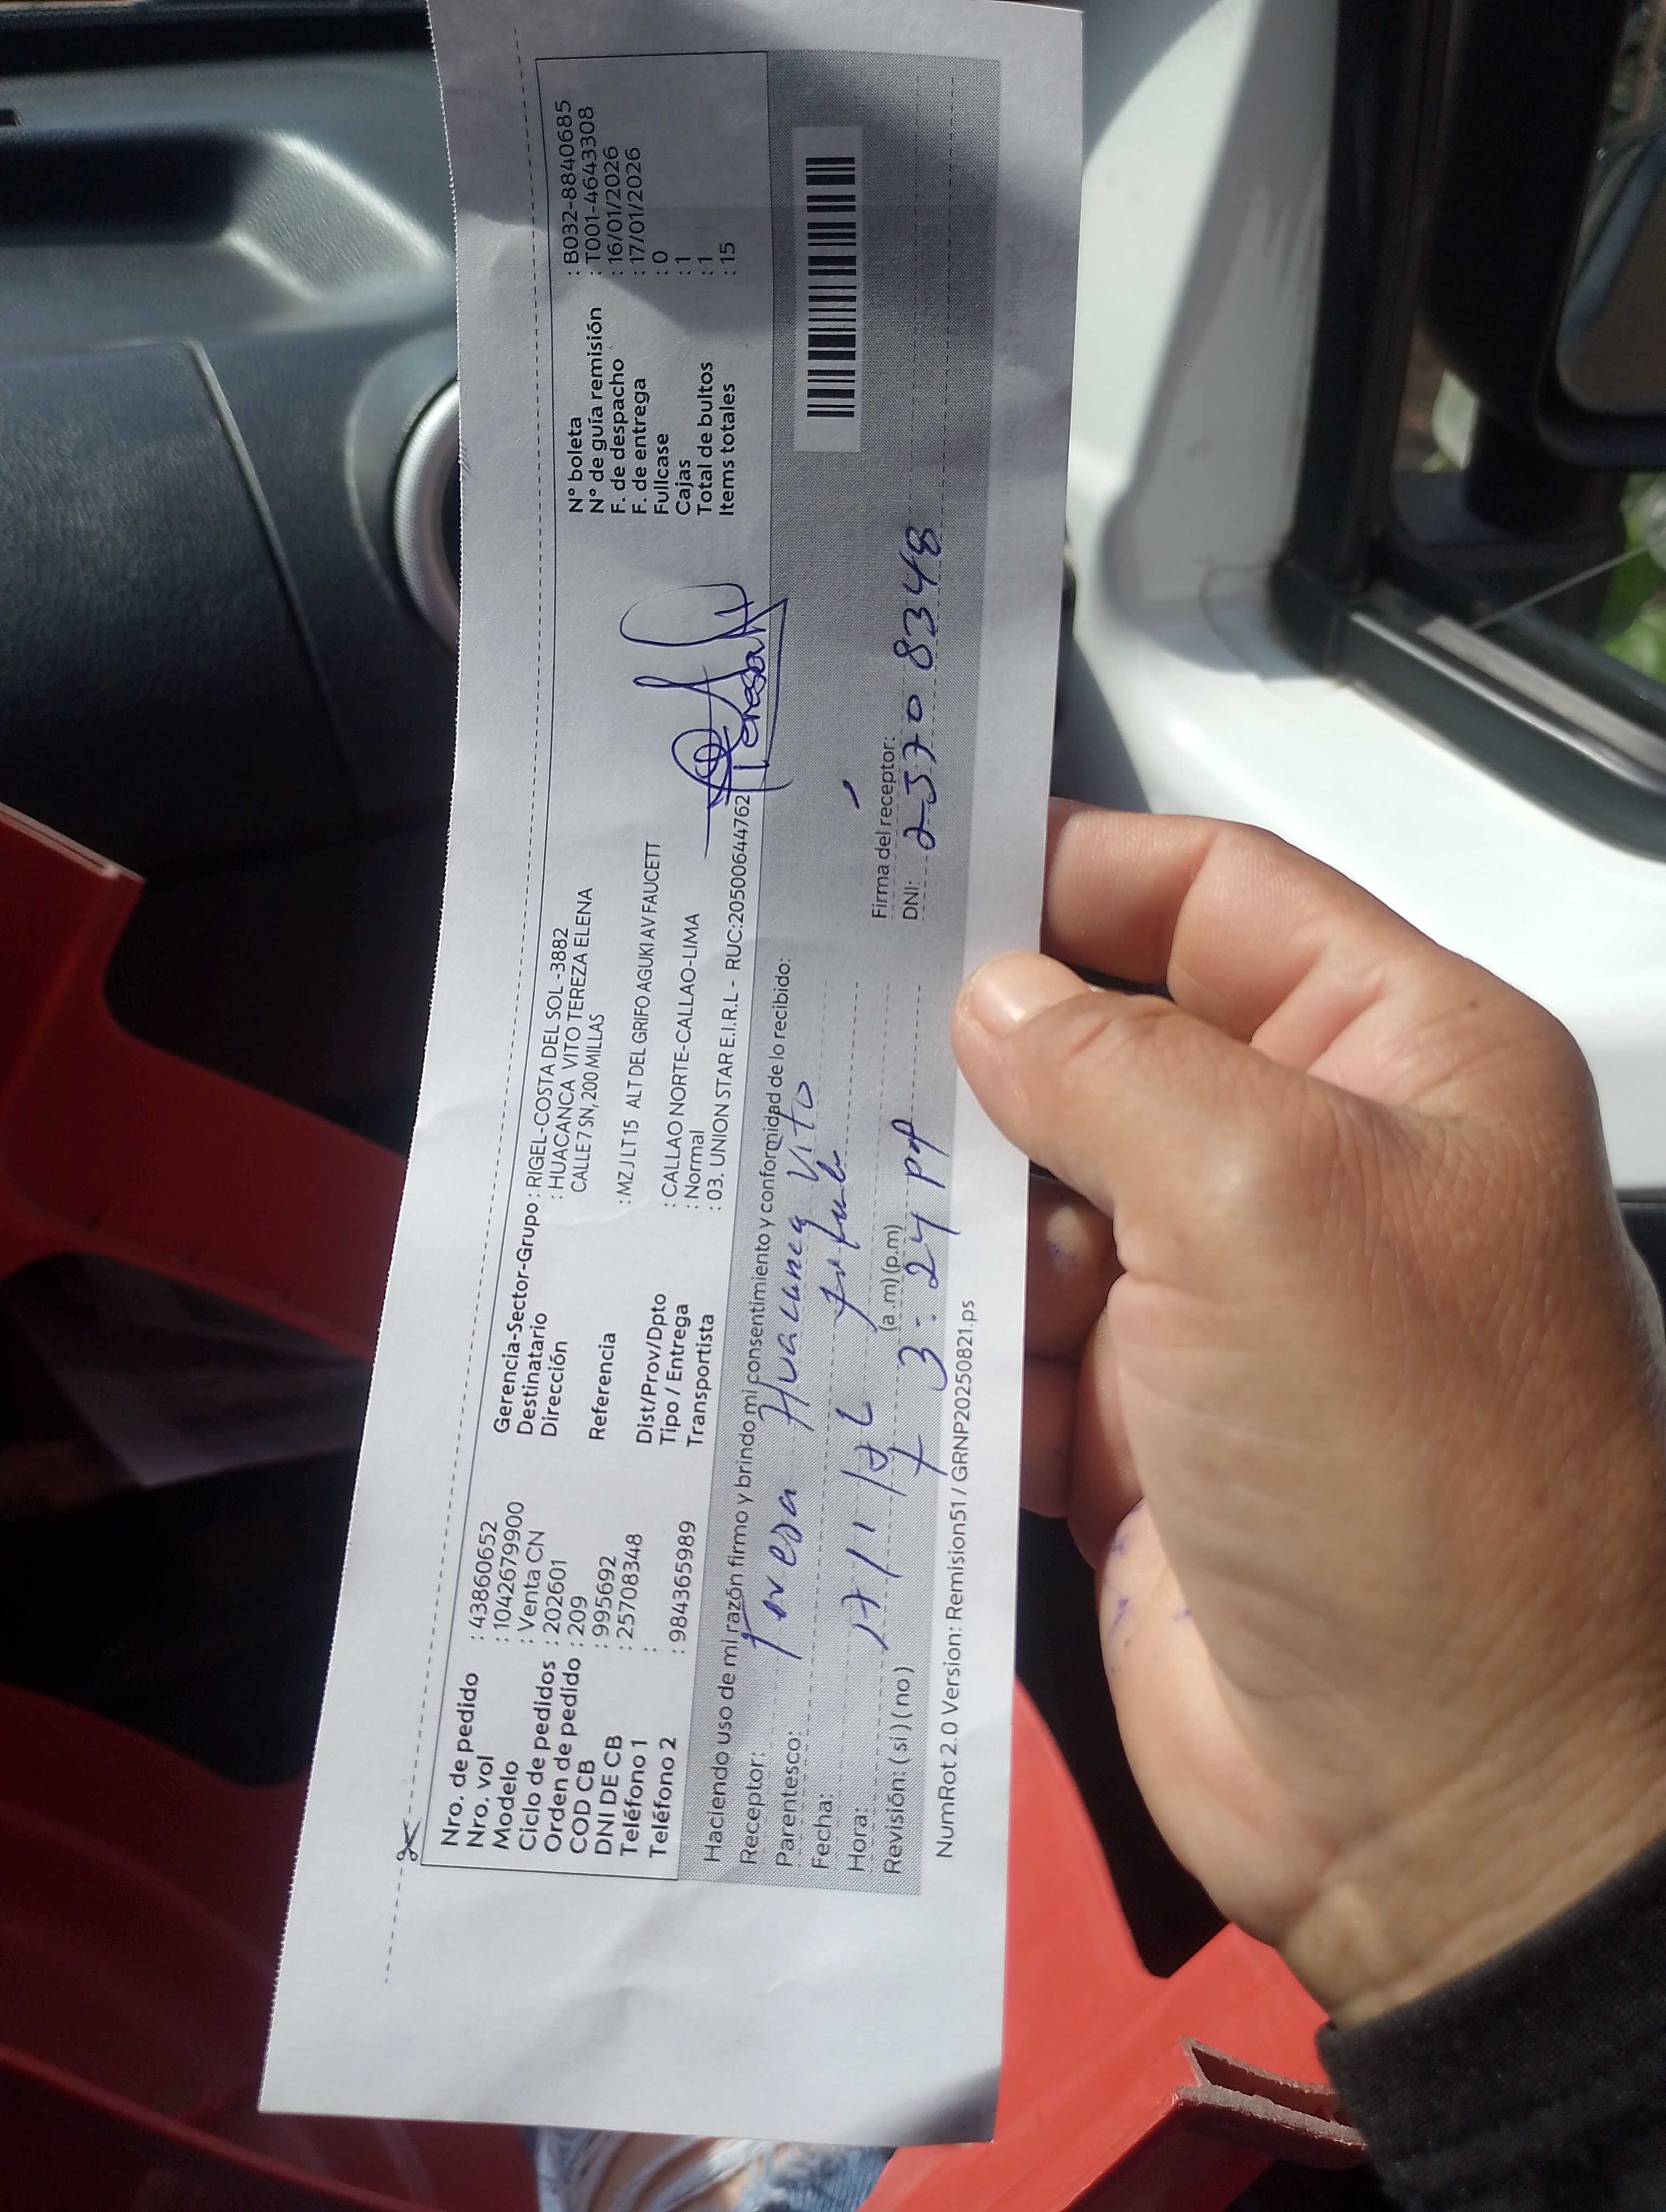 Nro. de pedido : 43860652
Nro. vol : 1042679900
Modelo : Venta CN
Ciclo de pedidos : 202601
Orden de pedido : 209
COD CB : 995692
DNI DE CB : 25708348
Teléfono 1 :
Teléfono 2 : 984365989
Gerencia-Sector-Grupo : RIGEL-COSTA DEL SOL -3882
Destinatario : HUACANCA VITO TEREZA ELENA
Dirección CALLE 7 SN, 200 MILLAS
Referencia : MZ J LT 15 ALT DEL GRIFO AGUKI AV FAUCETT
Dist/Prov/Dpto : CALLAO NORTE-CALLAO-LIMA
Tipo / Entrega : Normal
Transportista : 03. UNION STAR E.I.R.L - RUC:20500644762
N° boleta : B032-8840685
N° de guía remisión : T001-4643308
F. de despacho : 16/01/2026
F. de entrega : 17/01/2026
Fullcase : 0
Cajas : 1
Total de bultos : 1
Items totales : 15
Haciendo uso de mi razón firmo y brindo mi consentimiento y conformidad de lo recibido:
Receptor: Huacanca Vito
Parentesco:
Fecha:
Hora: (a.m) (p.m) 3:24
Revisión: ( si ) ( no )
Firma del receptor:
DNI: 25708348
NumRot 2.0 Version: Remision51 / GRNP20250821.ps